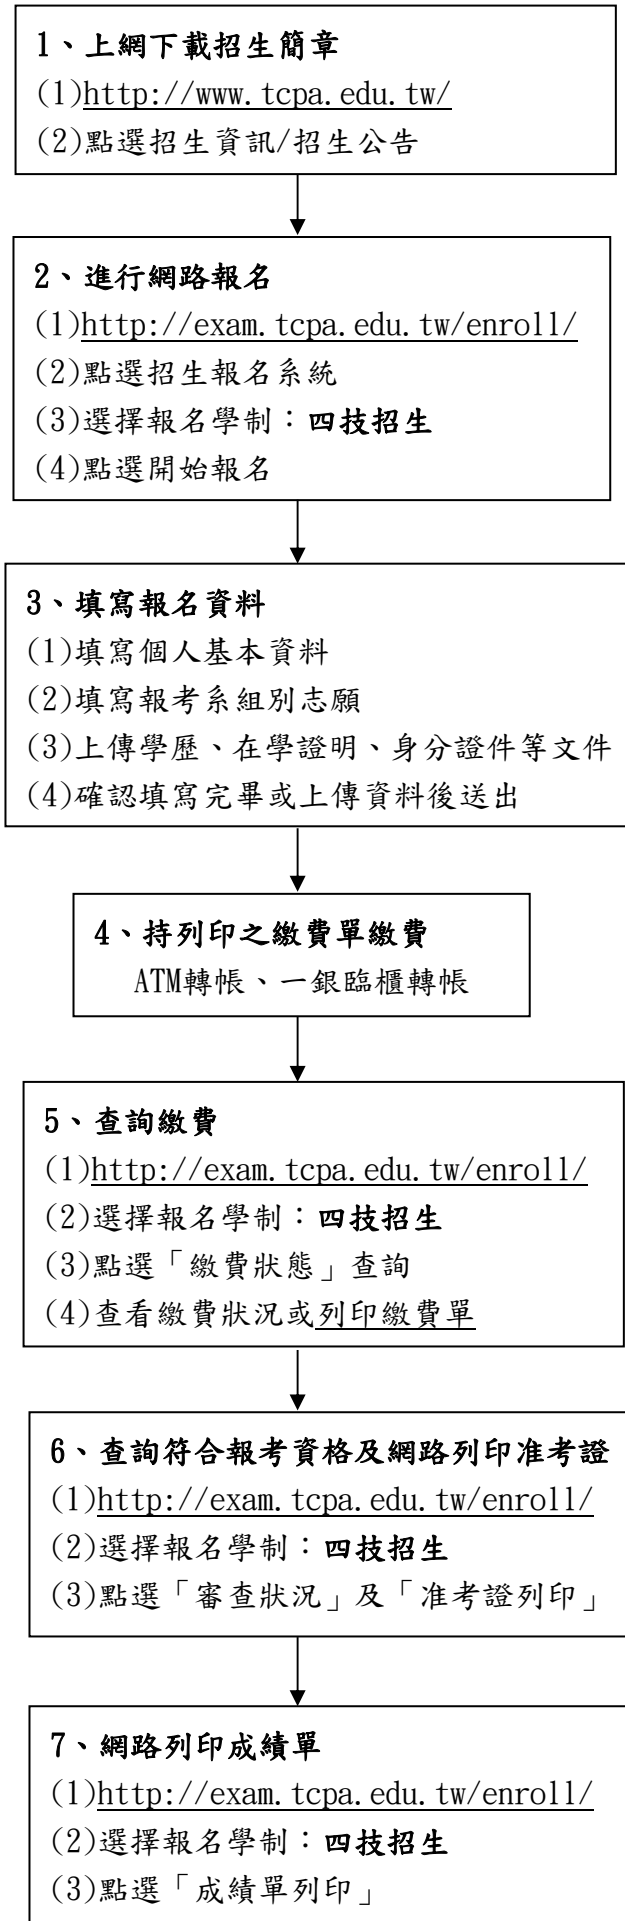 1、上網下載招生簡章
(1)http://www.tcpa.edu.tw/
(2)點選招生資訊/招生公告
2、進行網路報名
(1)http://exam.tcpa.edu.tw/enroll/
(2)點選招生報名系統
(3)選擇報名學制：四技招生
(4)點選開始報名
3、填寫報名資料
(1)填寫個人基本資料
(2)填寫報考系組別志願
(3)上傳學歷、在學證明、身分證件等文件
(4)確認填寫完畢或上傳資料後送出
4、持列印之繳費單繳費
ATM轉帳、一銀臨櫃轉帳
5、查詢繳費
(1)http://exam.tcpa.edu.tw/enroll/
(2)選擇報名學制：四技招生
(3)點選「繳費狀態」查詢
(4)查看繳費狀況或列印繳費單
6、查詢符合報考資格及網路列印准考證
(1)http://exam.tcpa.edu.tw/enroll/
(2)選擇報名學制：四技招生
(3)點選「審查狀況」及「准考證列印」
7、網路列印成績單
(1)http://exam.tcpa.edu.tw/enroll/
(2)選擇報名學制：四技招生
(3)點選「成績單列印」